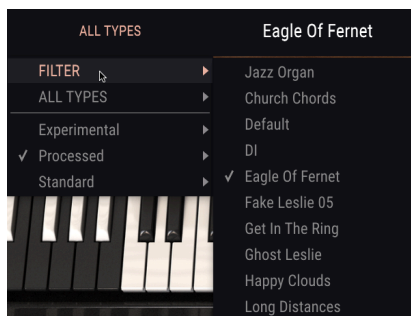 ALL TYPES
FILTER
ALL TYPES
Experimental
✓ Processed
Standard
Eagle Of Fernet
Jazz Organ
Church Chords
Default
DI
✓ Eagle Of Fernet
Fake Leslie 05
Get In The Ring
Ghost Leslie
Happy Clouds
Long Distances